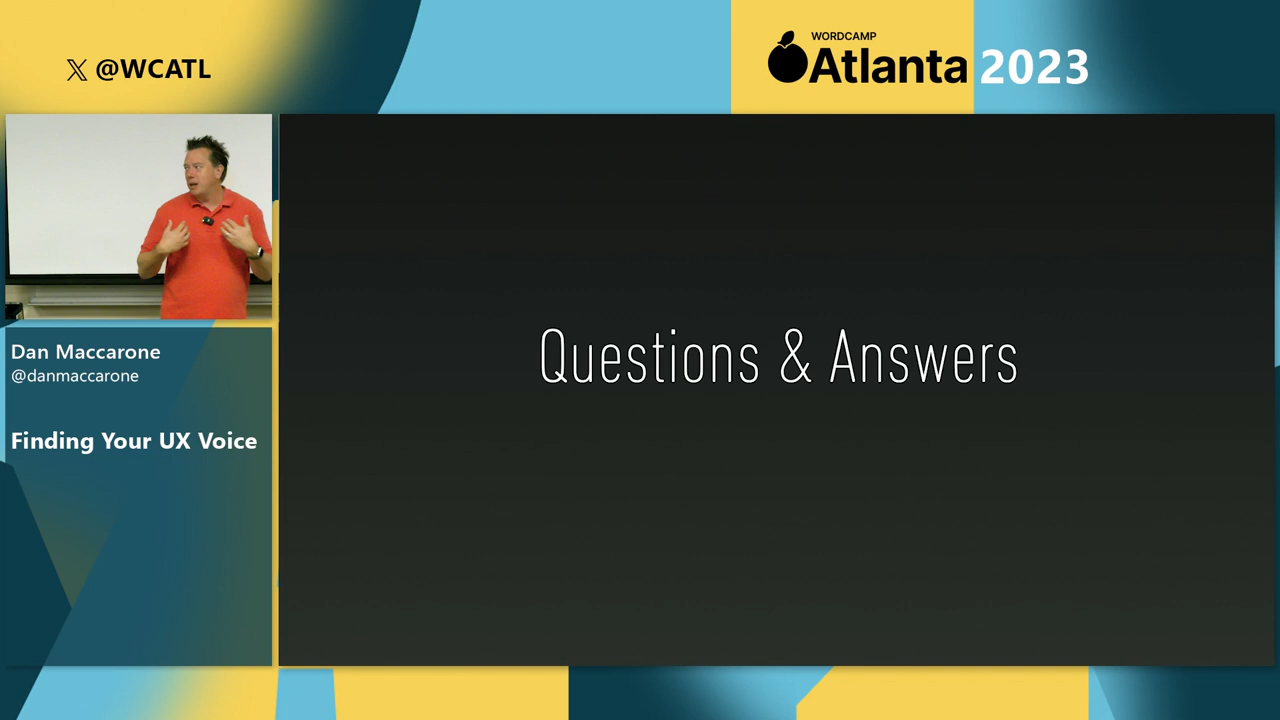 𝕏 @WCATL
WORDCAMP
Atlanta 2023
Dan Maccarone
@danmaccarone
Finding Your UX Voice
Questions & Answers